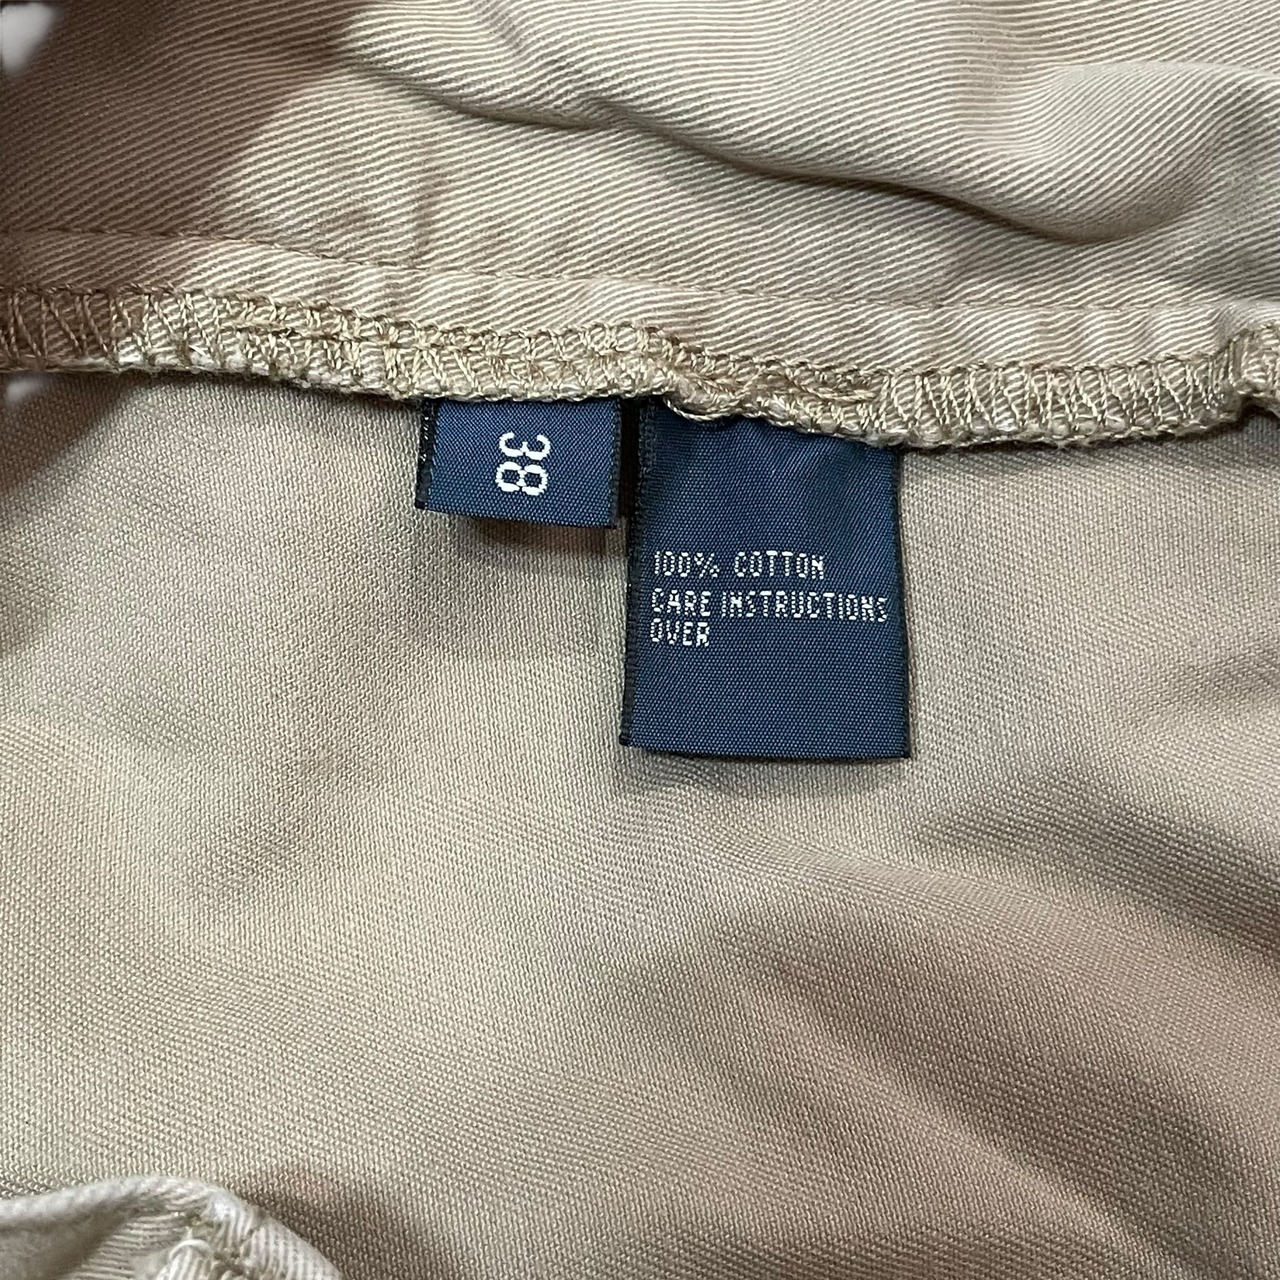 38
100% COTTON
CARE INSTRUCTIONS
OVER